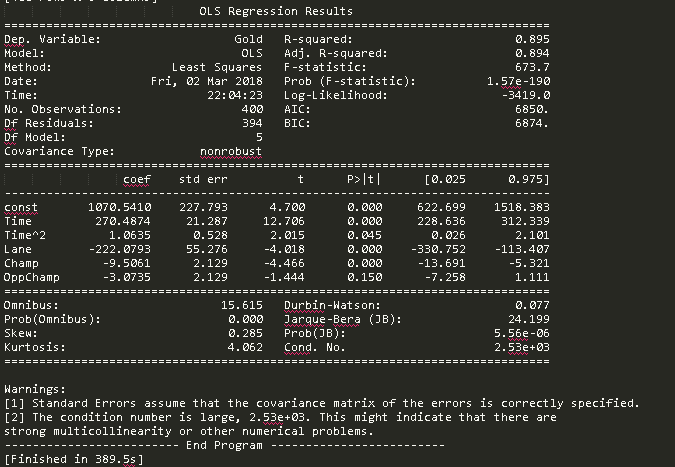 OLS Regression Results
==============================================================================
Dep. Variable: Gold R-squared: 0.895
Model: OLS Adj. R-squared: 0.894
Method: Least Squares F-statistic: 673.7
Date: Fri, 02 Mar 2018 Prob (F-statistic): 1.57e-190
Time: 22:04:23 Log-Likelihood: -3419.0
No. Observations: 400 AIC: 6850.
Df Residuals: 394 BIC: 6874.
Df Model: 5
Covariance Type: nonrobust
==============================================================================
coef std err t P>|t| [0.025 0.975]
------------------------------------------------------------------------------
const 1070.5410 227.793 4.700 0.000 622.699 1518.383
Time 270.4874 21.287 12.706 0.000 228.636 312.339
Time^2 1.0635 0.528 2.015 0.045 0.026 2.101
Lane -222.0793 55.276 -4.018 0.000 -330.752 -113.407
Champ -9.5061 2.129 -4.466 0.000 -13.691 -5.321
OppChamp -3.0735 2.129 -1.444 0.150 -7.258 1.111
==============================================================================
Omnibus: 15.615 Durbin-Watson: 0.077
Prob(Omnibus): 0.000 Jarque-Bera (JB): 24.199
Skew: 0.285 Prob(JB): 5.56e-06
Kurtosis: 4.062 Cond. No. 2.53e+03
==============================================================================
Warnings:
[1] Standard Errors assume that the covariance matrix of the errors is correctly specified.
[2] The condition number is large, 2.53e+03. This might indicate that there are
strong multicollinearity or other numerical problems.
------------------------- End Program -------------------------
[Finished in 389.5s]